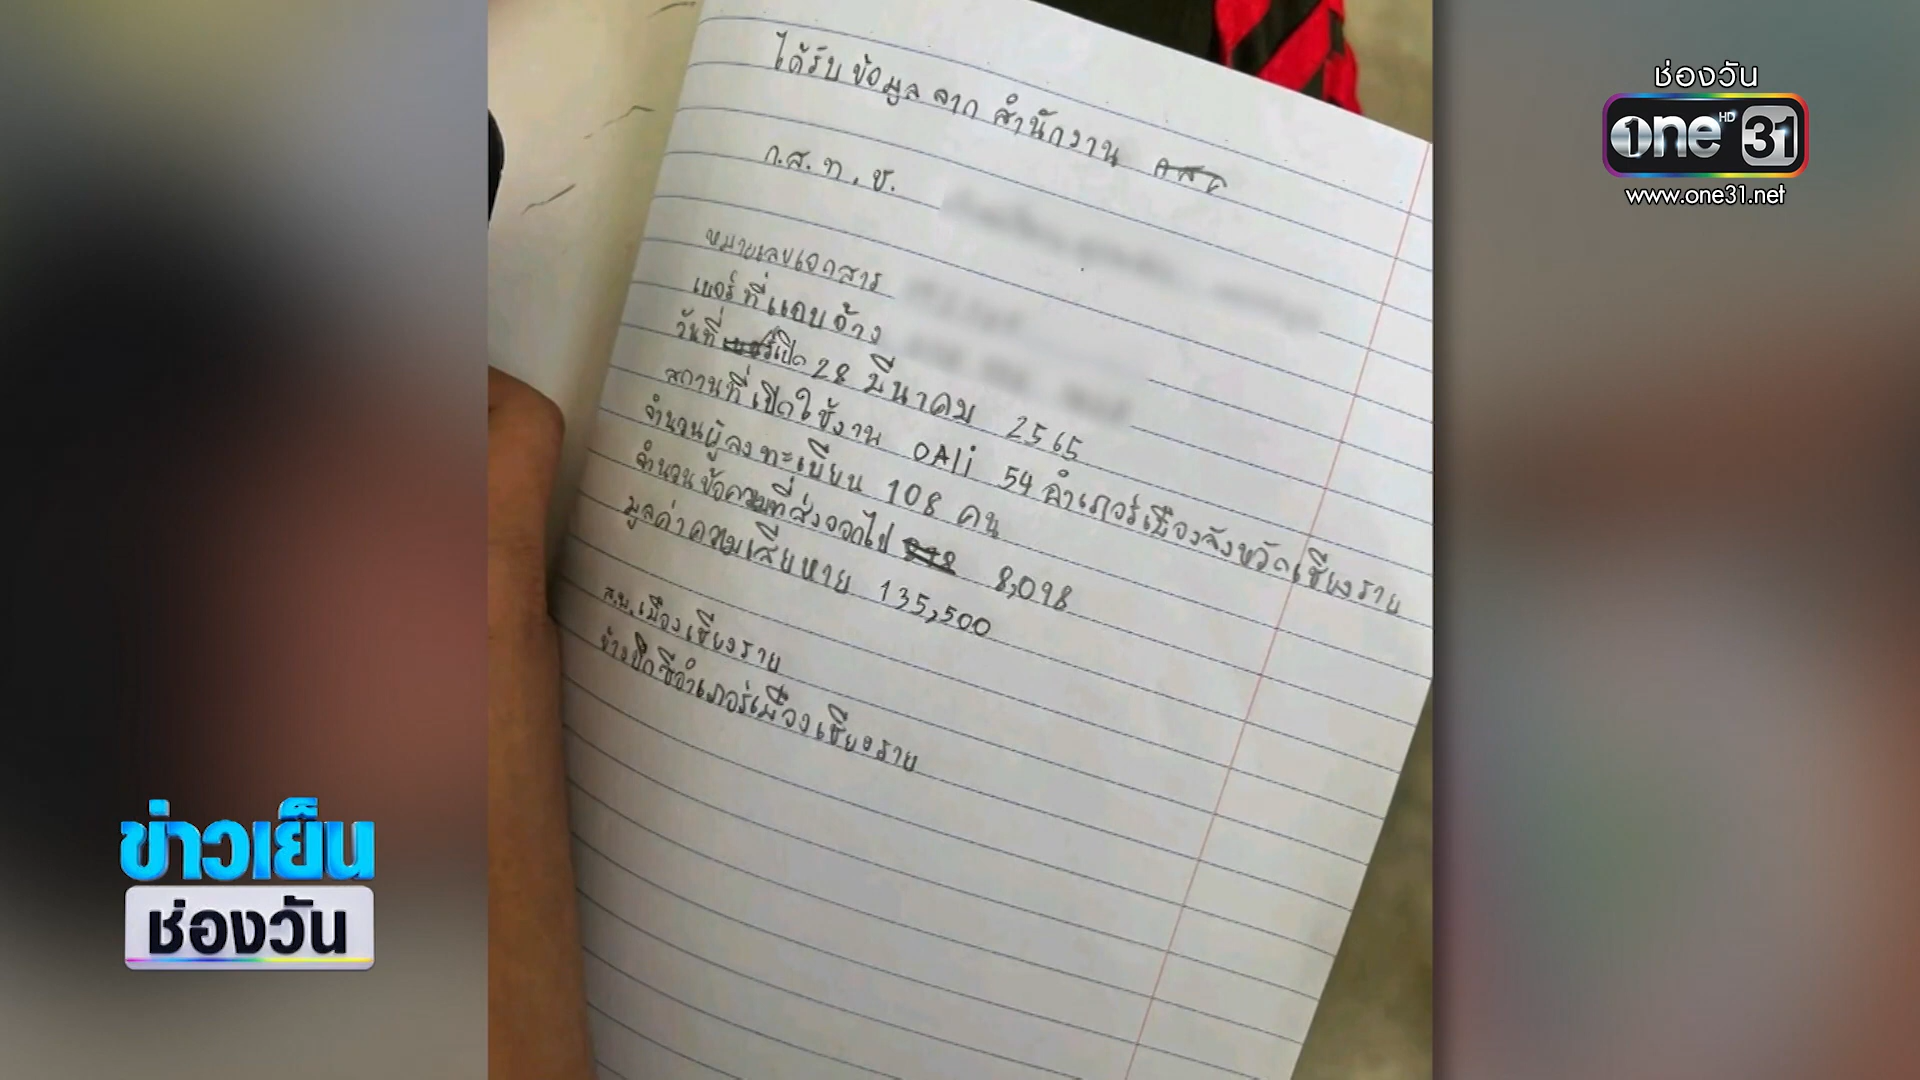 ได้รับข้อมูลจาก สำนักงาน กสท
ก.ส.ท.ช.
หมายเลขเอกสาร
เบอร์ที่แอบอ้าง
วันที่เปิด 28 มีนาคม 2565
สถานที่เปิดใช้งาน OAli 54 อำเภอร์เมืองจังหวัดเชียงราย
จำนวนผู้ลงทะเบียน 108 คน
จำนวนข้อความที่ส่งออกไป 8,098
มูลค่าความเสียหาย 135,500
ส.น.เมืองเชียงราย
ข้างบิ๊กซีอำเภอร์เมืองเชียงราย
ช่องวัน
one HD 31
www.one31.net
ข่าวเย็น
ช่องวัน